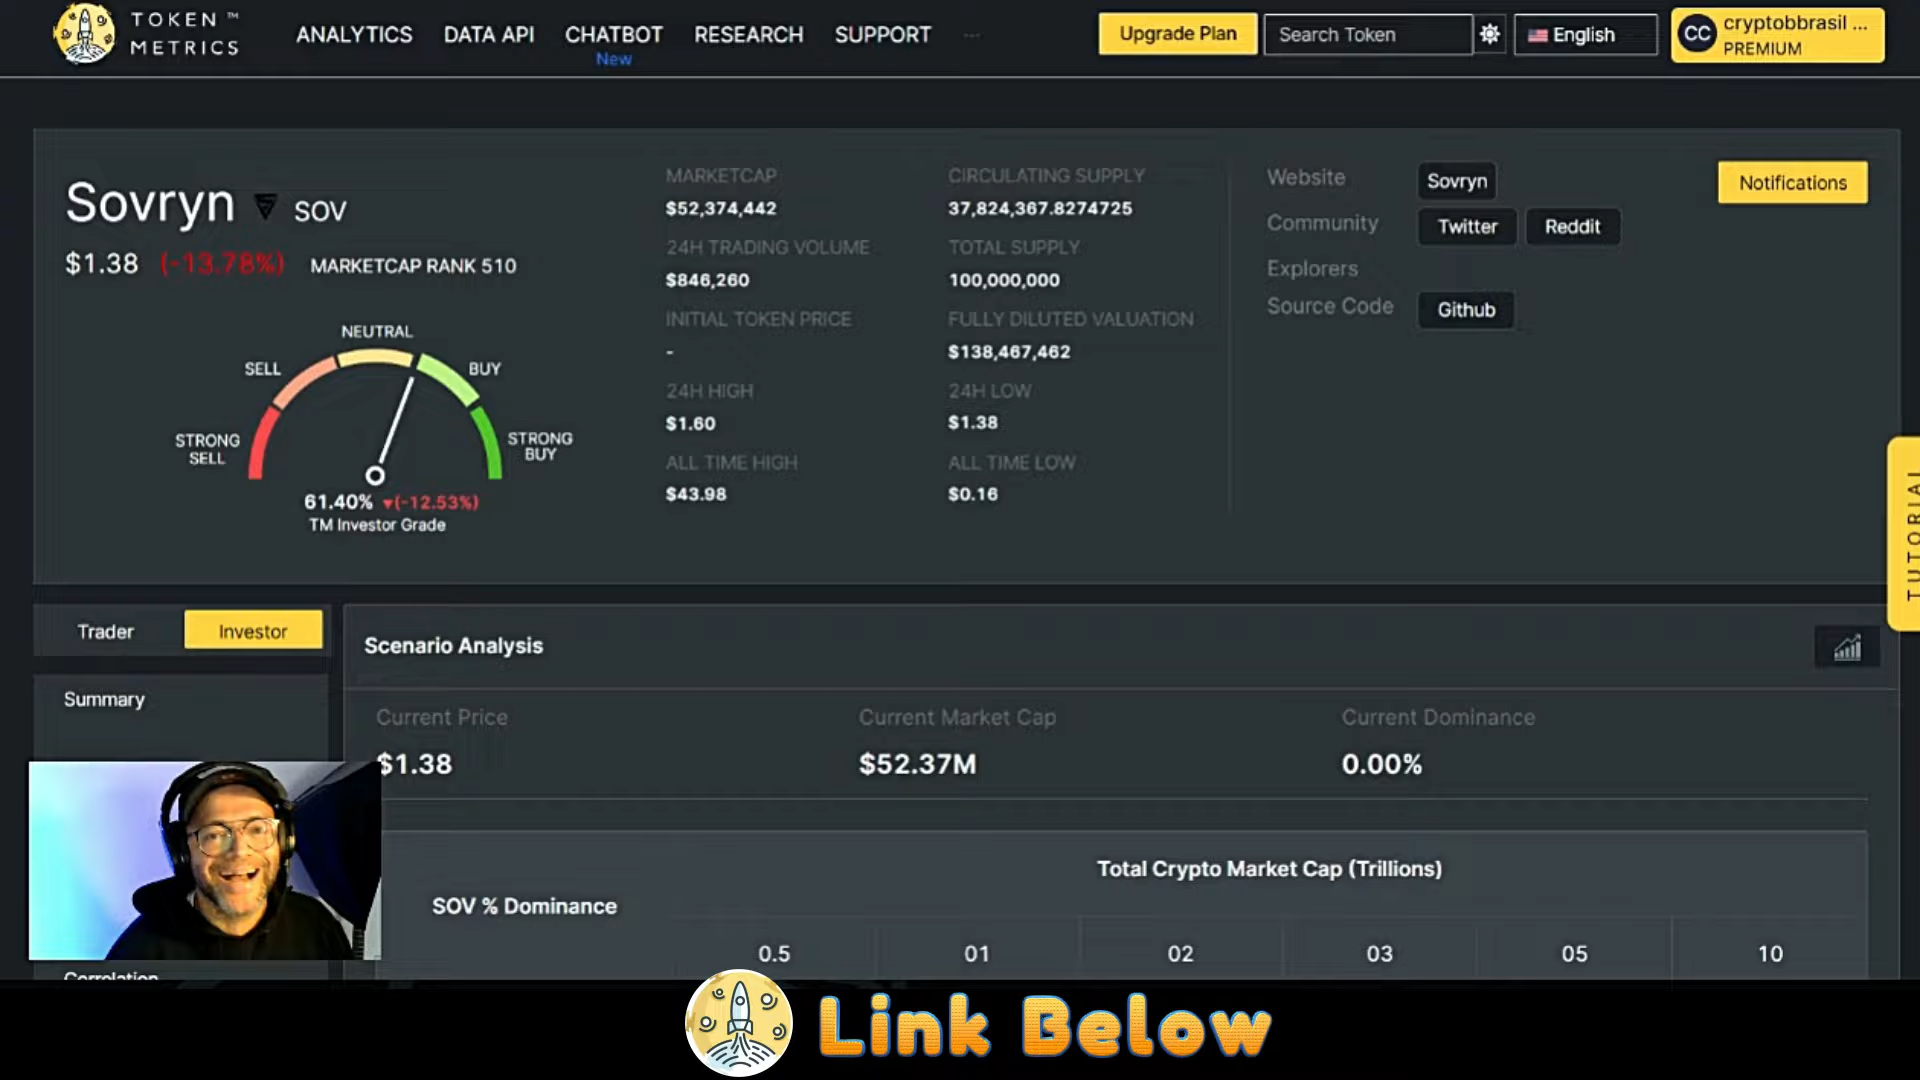 TOKEN ™
METRICS
ANALYTICS
DATA API
CHATBOT
New
RESEARCH
SUPPORT
...
Upgrade Plan
Search Token
English
CC
cryptobbrasil ...
PREMIUM
Sovryn
SOV
$1.38 (-13.78%) MARKETCAP RANK 510
NEUTRAL
SELL
BUY
STRONG
SELL
STRONG
BUY
61.40% ▼(-12.53%)
TM Investor Grade
MARKETCAP
$52,374,442
CIRCULATING SUPPLY
37,824,367.8274725
24H TRADING VOLUME
$846,260
TOTAL SUPPLY
100,000,000
INITIAL TOKEN PRICE
-
FULLY DILUTED VALUATION
$138,467,462
24H HIGH
$1.60
24H LOW
$1.38
ALL TIME HIGH
$43.98
ALL TIME LOW
$0.16
Website
Sovryn
Community
Twitter
Reddit
Explorers
Source Code
Github
Notifications
TUTORIAL
Trader
Investor
Summary
Correlation
Scenario Analysis
Current Price
$1.38
Current Market Cap
$52.37M
Current Dominance
0.00%
Total Crypto Market Cap (Trillions)
SOV % Dominance
0.5 01 02 03 05 10
Link Below